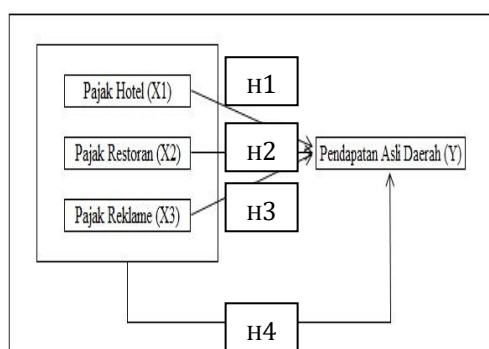 Pajak Hotel (X1)
H1
Pajak Restoran (X2)
H2
Pendapatan Asli Daerah (Y)
Pajak Reklame (X3)
H3
H4